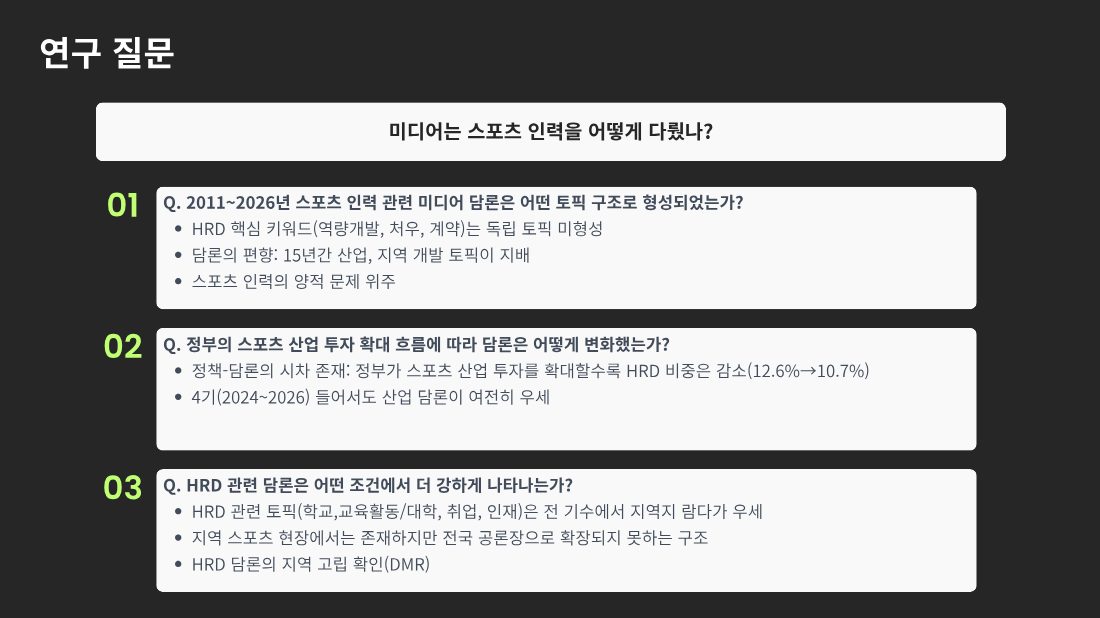 연구 질문
미디어는 스포츠 인력을 어떻게 다뤘나?
01
Q. 2011~2026년 스포츠 인력 관련 미디어 담론은 어떤 토픽 구조로 형성되었는가?
• HRD 핵심 키워드(역량개발, 처우, 계약)는 독립 토픽 미형성
• 담론의 편향: 15년간 산업, 지역 개발 토픽이 지배
• 스포츠 인력의 양적 문제 위주
02
Q. 정부의 스포츠 산업 투자 확대 흐름에 따라 담론은 어떻게 변화했는가?
• 정책-담론의 시차 존재: 정부가 스포츠 산업 투자를 확대할수록 HRD 비중은 감소(12.6%→10.7%)
• 4기(2024~2026) 들어서도 산업 담론이 여전히 우세
03
Q. HRD 관련 담론은 어떤 조건에서 더 강하게 나타나는가?
• HRD 관련 토픽(학교,교육활동/대학, 취업, 인재)은 전 기수에서 지역지 람다가 우세
• 지역 스포츠 현장에서는 존재하지만 전국 공론장으로 확장되지 못하는 구조
• HRD 담론의 지역 고립 확인(DMR)